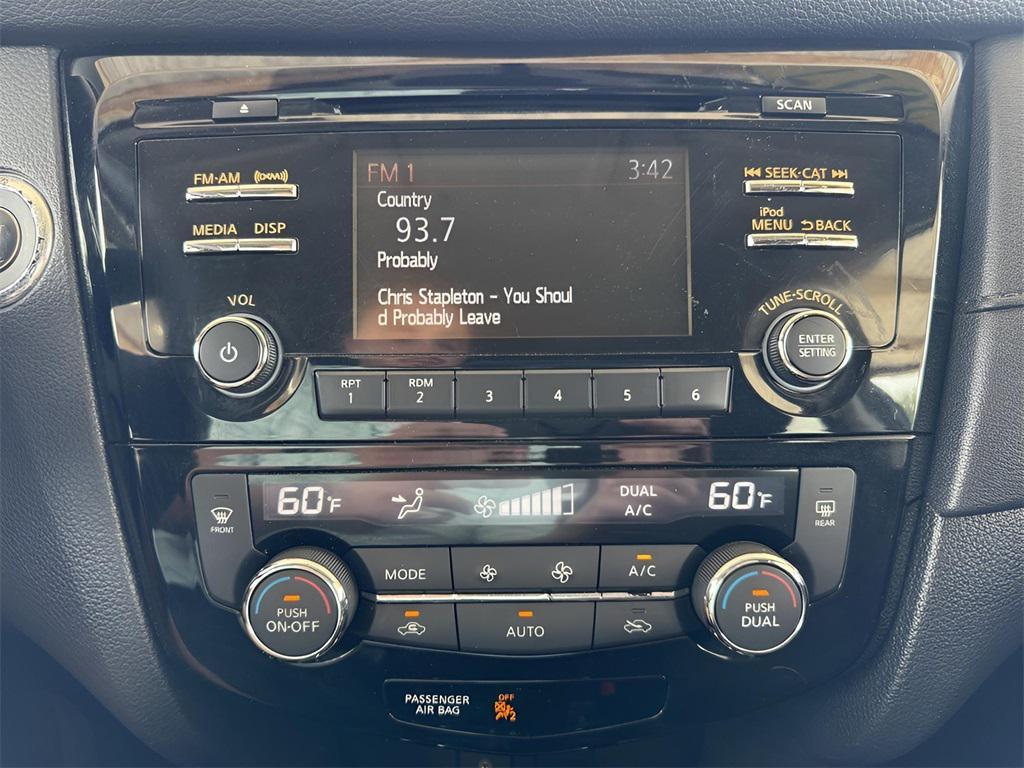 SCAN
FM·AM ((XM))
MEDIA DISP
VOL
FM 1 3:42
Country
93.7
Probably
Chris Stapleton - You Shoul
d Probably Leave
SEEK·CAT
iPod
MENU BACK
TUNE·SCROLL
ENTER
SETTING
RPT
1
RDM
2
3
4
5
6
60°F
DUAL
A/C
60°F
FRONT
REAR
MODE
A/C
PUSH
ON·OFF
AUTO
PUSH
DUAL
PASSENGER
AIR BAG
OFF
2